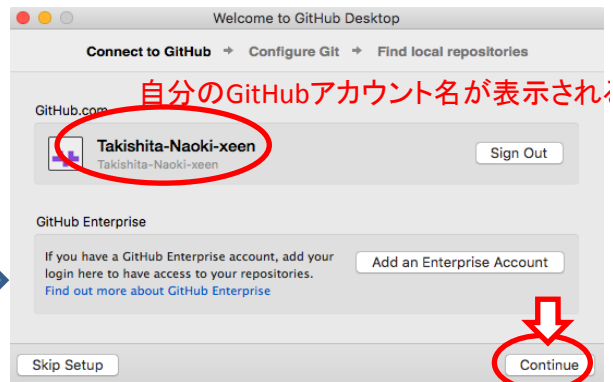 Welcome to GitHub Desktop
Connect to GitHub → Configure Git → Find local repositories
自分のGitHubアカウント名が表示される
GitHub.com
Takishita-Naoki-xeen
Takishita-Naoki-xeen
Sign Out
GitHub Enterprise
If you have a GitHub Enterprise account, add your
login here to have access to your repositories.
Find out more about GitHub Enterprise
Add an Enterprise Account
Skip Setup
Continue